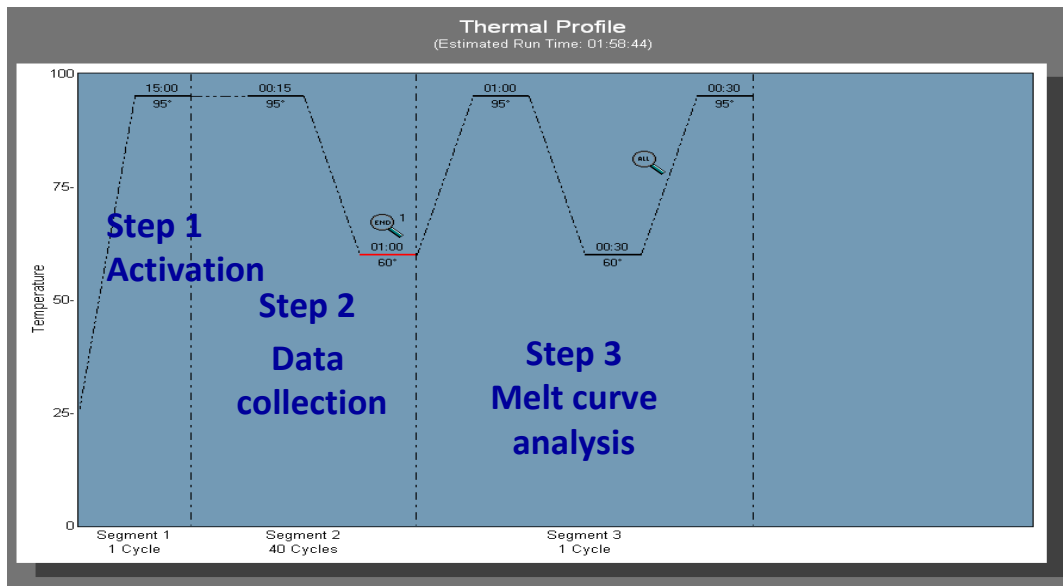 Thermal Profile
(Estimated Run Time: 01:58:44)
100
75-
50-
25-
0
Temperature
15:00
95°
00:15
95°
END 1
01:00
60°
01:00
95°
00:30
60°
ALL
00:30
95°
Step 1
Activation
Step 2
Data
collection
Step 3
Melt curve
analysis
Segment 1
1 Cycle
Segment 2
40 Cycles
Segment 3
1 Cycle